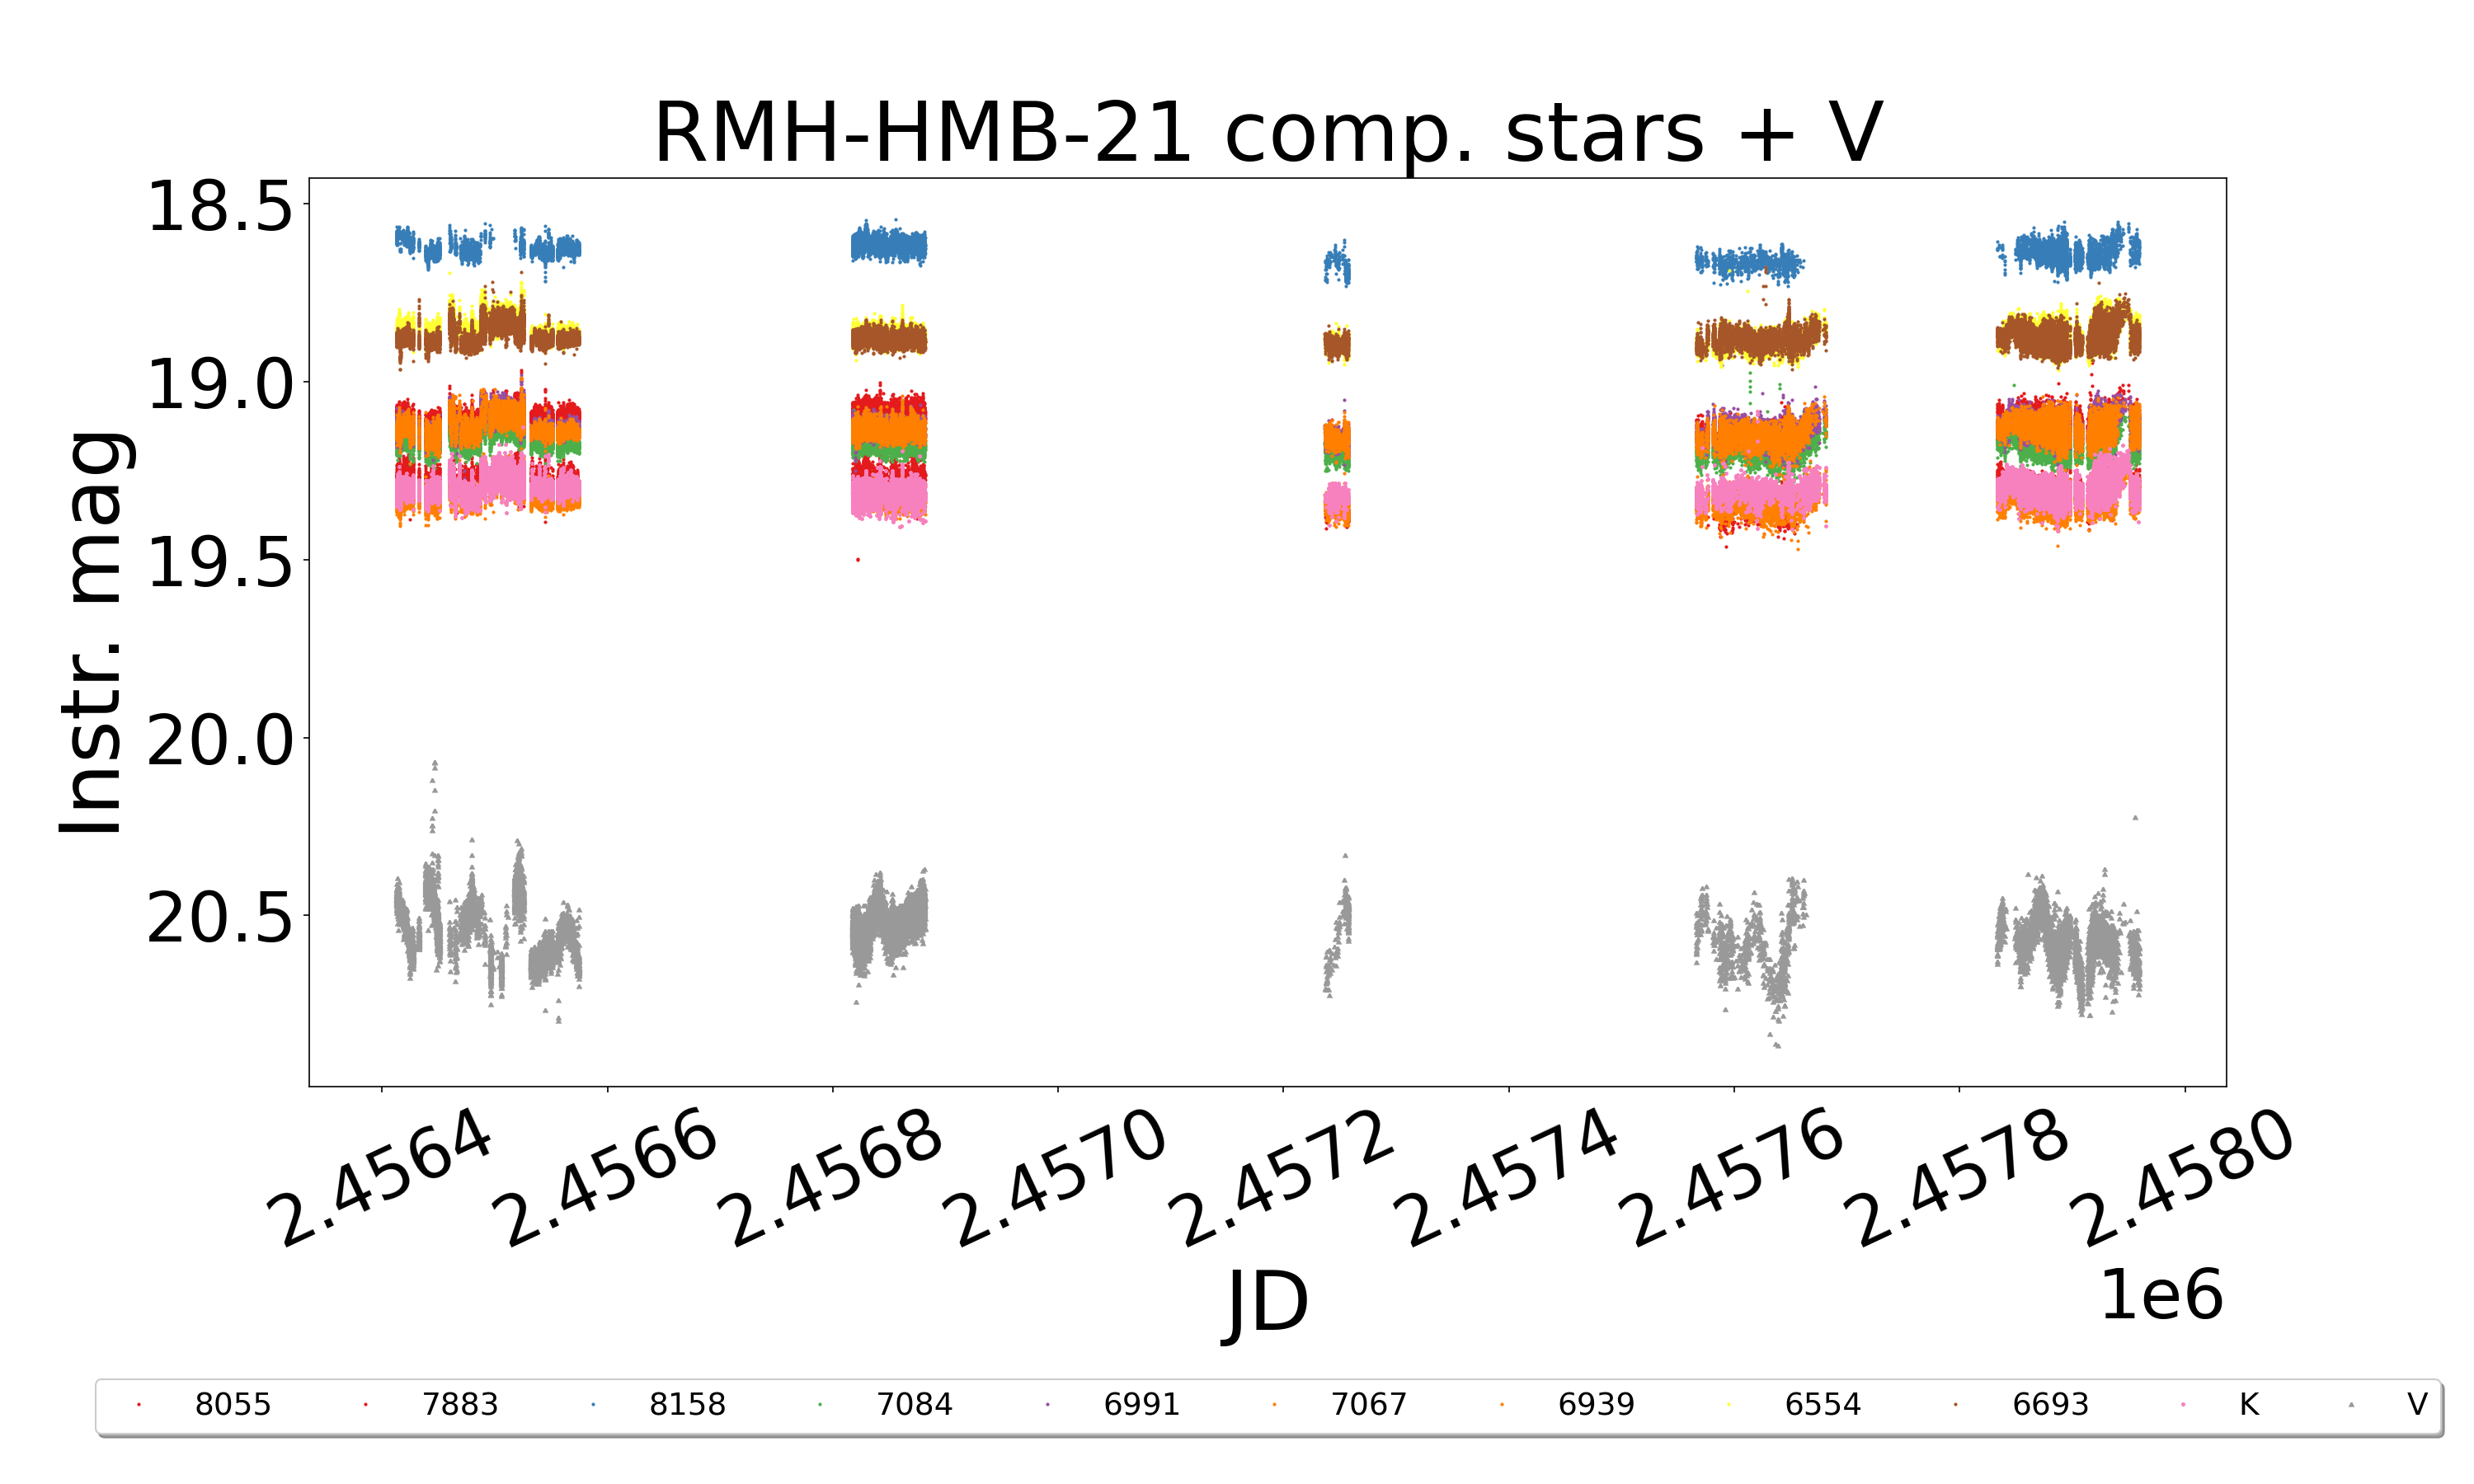 RMH-HMB-21 comp. stars + V
18.5
19.0
19.5
20.0
20.5
Instr. mag
2.4564 2.4566 2.4568 2.4570 2.4572 2.4574 2.4576 2.4578 2.4580
JD
1e6
8055 7883 8158 7084 6991 7067 6939 6554 6693 K V